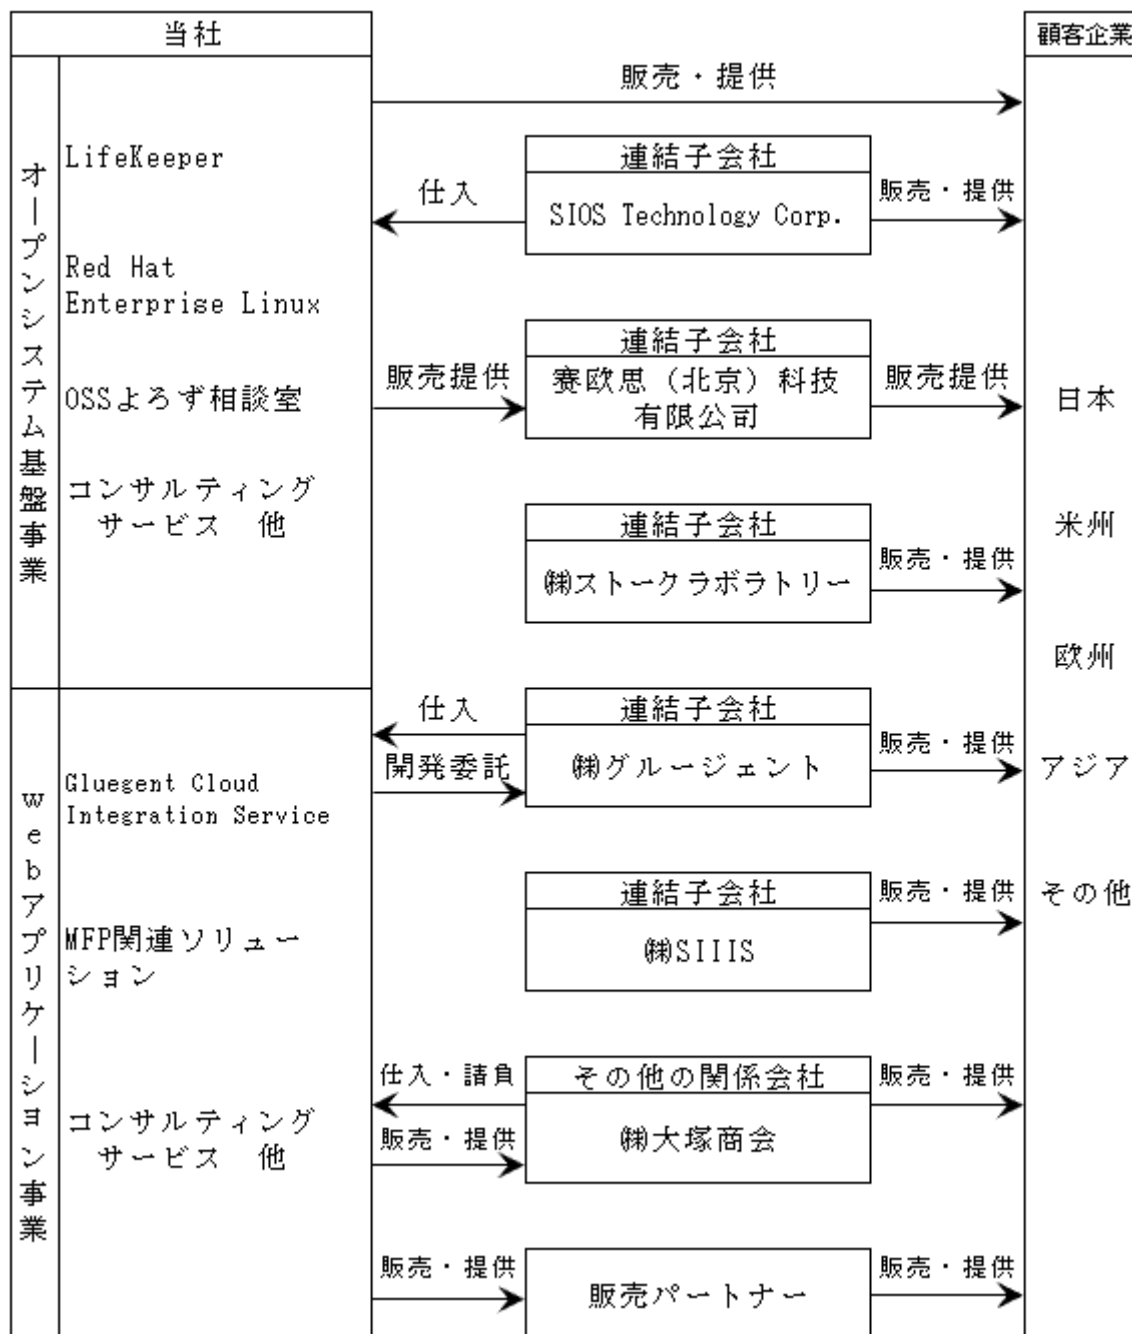 当社
顧客企業
オープンシステム基盤事業
LifeKeeper
Red Hat
Enterprise Linux
OSSよろず相談室
コンサルティング
サービス　他
webアプリケーション事業
Gluegent Cloud
Integration Service
MFP関連ソリュー
ション
コンサルティング
サービス　他
販売・提供
仕入
連結子会社
SIOS Technology Corp.
販売・提供
販売提供
連結子会社
赛欧思（北京）科技
有限公司
販売提供
連結子会社
㈱ストークラボラトリー
販売・提供
仕入
開発委託
連結子会社
㈱グルージェント
販売・提供
連結子会社
㈱SIIIS
販売・提供
仕入・請負
販売・提供
その他の関係会社
㈱大塚商会
販売・提供
販売・提供
販売パートナー
販売・提供
日本
米州
欧州
アジア
その他